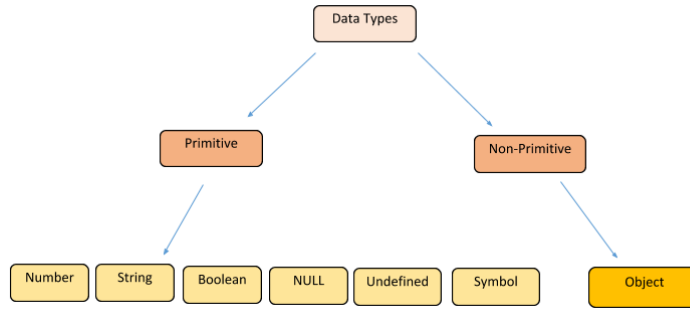 Data Types
Primitive
Non-Primitive
Number
String
Boolean
NULL
Undefined
Symbol
Object